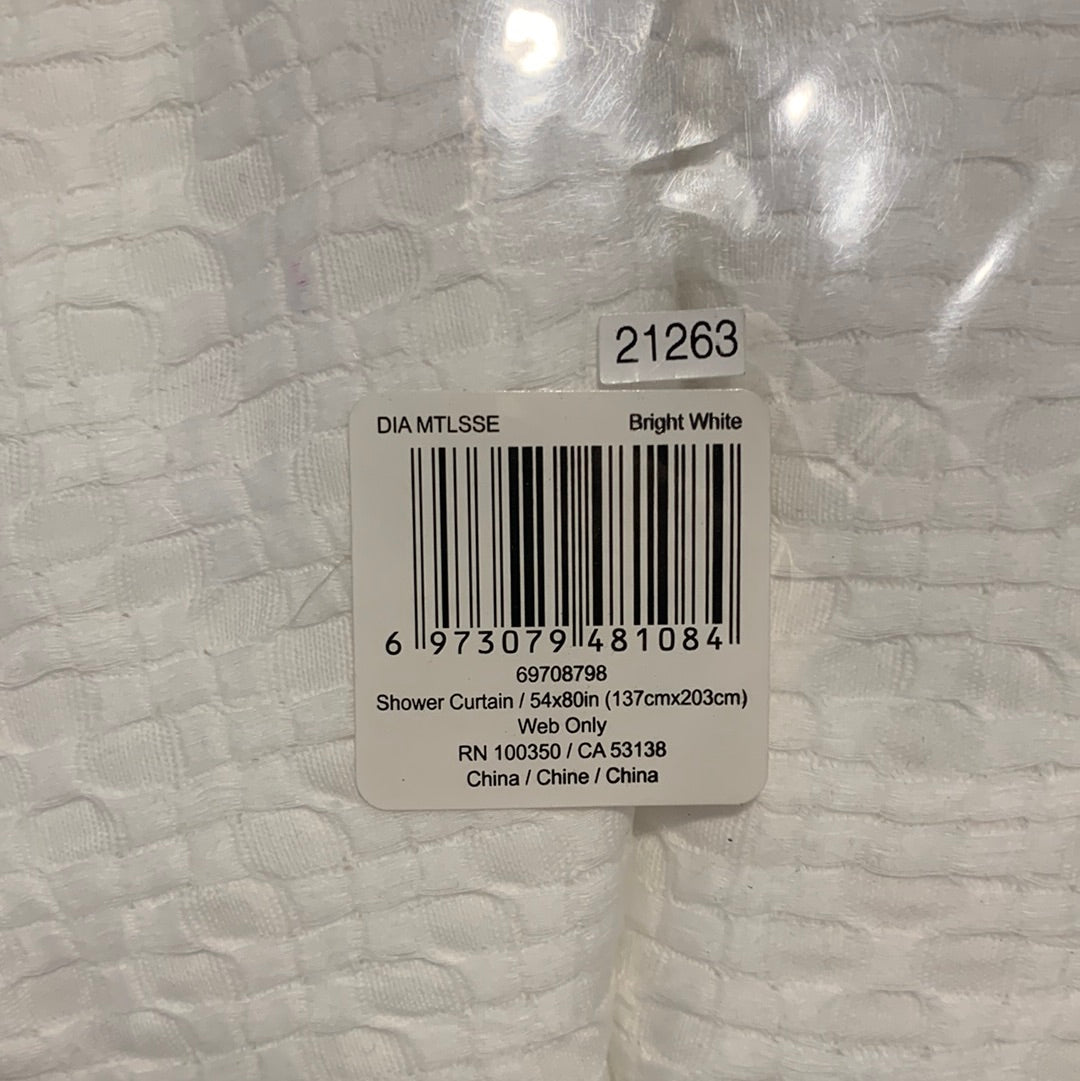 21263
DIA MTLSSE Bright White
6 973079 481084
69708798
Shower Curtain / 54x80in (137cmx203cm)
Web Only
RN 100350 / CA 53138
China / Chine / China